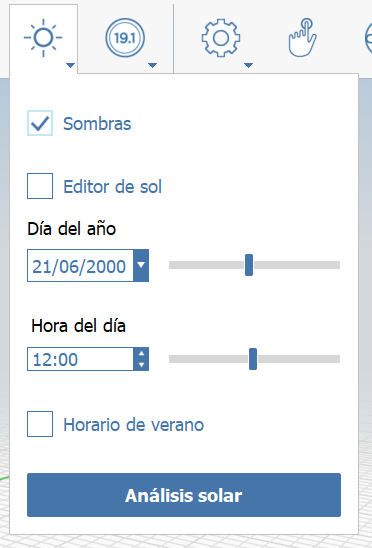 19.1
Sombras
Editor de sol
Día del año
21/06/2000
Hora del día
12:00
Horario de verano
Análisis solar